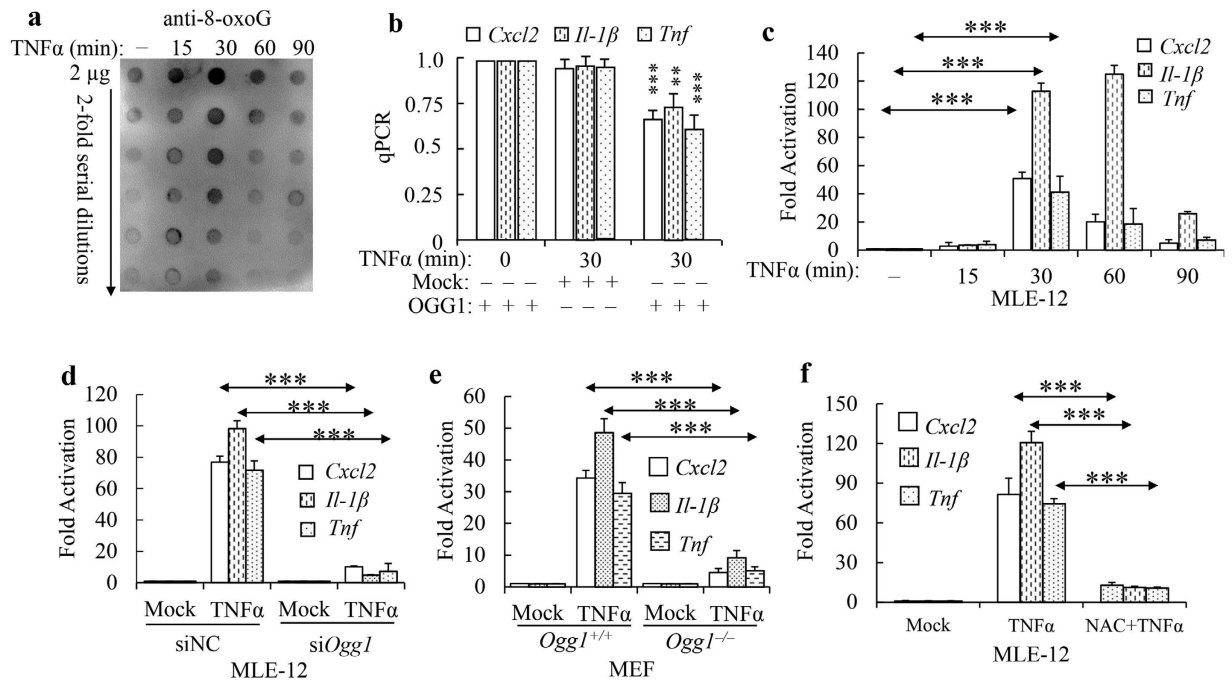 a
anti-8-oxoG
TNFα (min): – 15 30 60 90
2 μg
2-fold serial dilutions
b
Cxcl2 Il-1β Tnf
1.0
0.75
0.5
0.25
0
qPCR
*** ** ***
TNFα (min): 0 30 30
Mock: – – – + + + – – –
OGG1: + + + – – – + + +
c
140
120
100
80
60
40
20
0
Fold Activation
***
***
***
Cxcl2
Il-1β
Tnf
TNFα (min): – 15 30 60 90
MLE-12
d
120
100
80
60
40
20
0
Fold Activation
***
***
***
Cxcl2
Il-1β
Tnf
Mock TNFα Mock TNFα
siNC siOgg1
MLE-12
e
60
50
40
30
20
10
0
Fold Activation
***
***
***
Cxcl2
Il-1β
Tnf
Mock TNFα Mock TNFα
Ogg1+/+ Ogg1–/–
MEF
f
150
120
90
60
30
0
Fold Activation
***
***
***
Cxcl2
Il-1β
Tnf
Mock TNFα NAC+TNFα
MLE-12